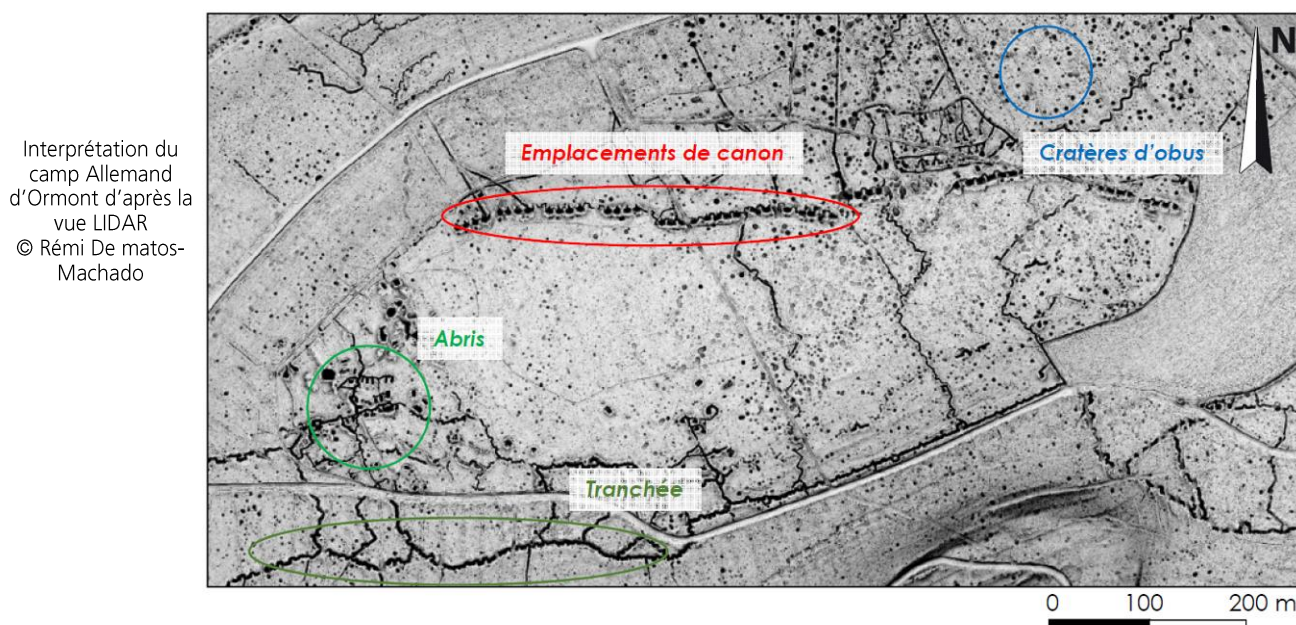 Interprétation du
camp Allemand
d'Ormont d'après la
vue LIDAR
© Rémi De matos-
Machado
N
Emplacements de canon
Cratères d'obus
Abris
Tranchée
0 100 200 m